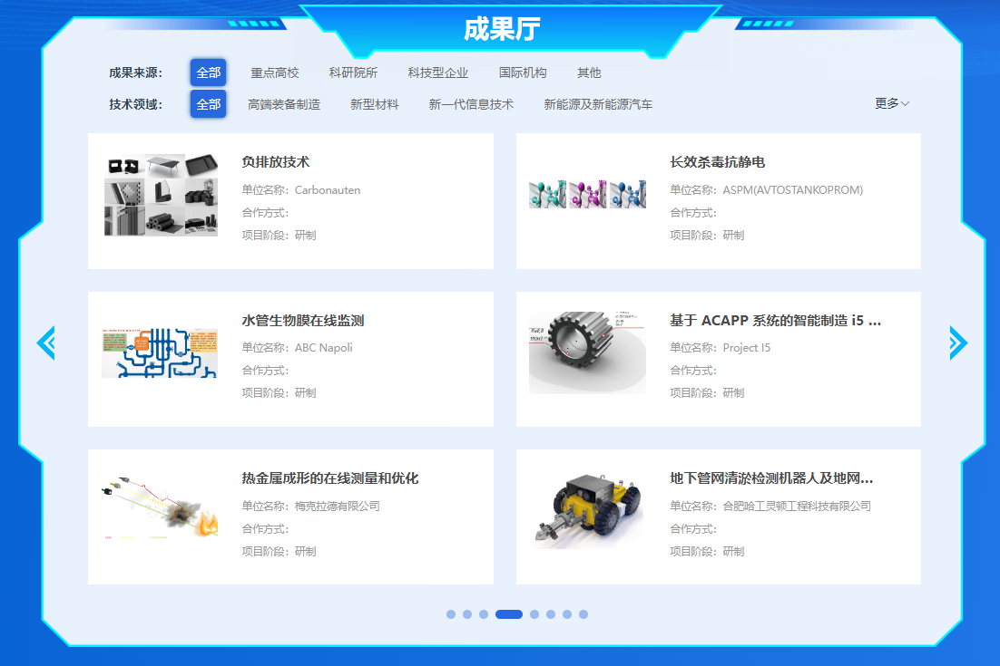 成果厅
成果来源： 全部 重点高校 科研院所 科技型企业 国际机构 其他
技术领域： 全部 高端装备制造 新型材料 新一代信息技术 新能源及新能源汽车 更多
负排放技术
单位名称：Carbonauten
合作方式：
项目阶段：研制
长效杀毒抗静电
单位名称：ASPM(AVTOSTANKOPROM)
合作方式：
项目阶段：研制
水管生物膜在线监测
单位名称：ABC Napoli
合作方式：
项目阶段：研制
基于 ACAPP 系统的智能制造 i5 ...
单位名称：Project I5
合作方式：
项目阶段：研制
热金属成形的在线测量和优化
单位名称：梅克拉德有限公司
合作方式：
项目阶段：研制
地下管网清淤检测机器人及地网...
单位名称：合肥哈工灵顿工程科技有限公司
合作方式：
项目阶段：研制